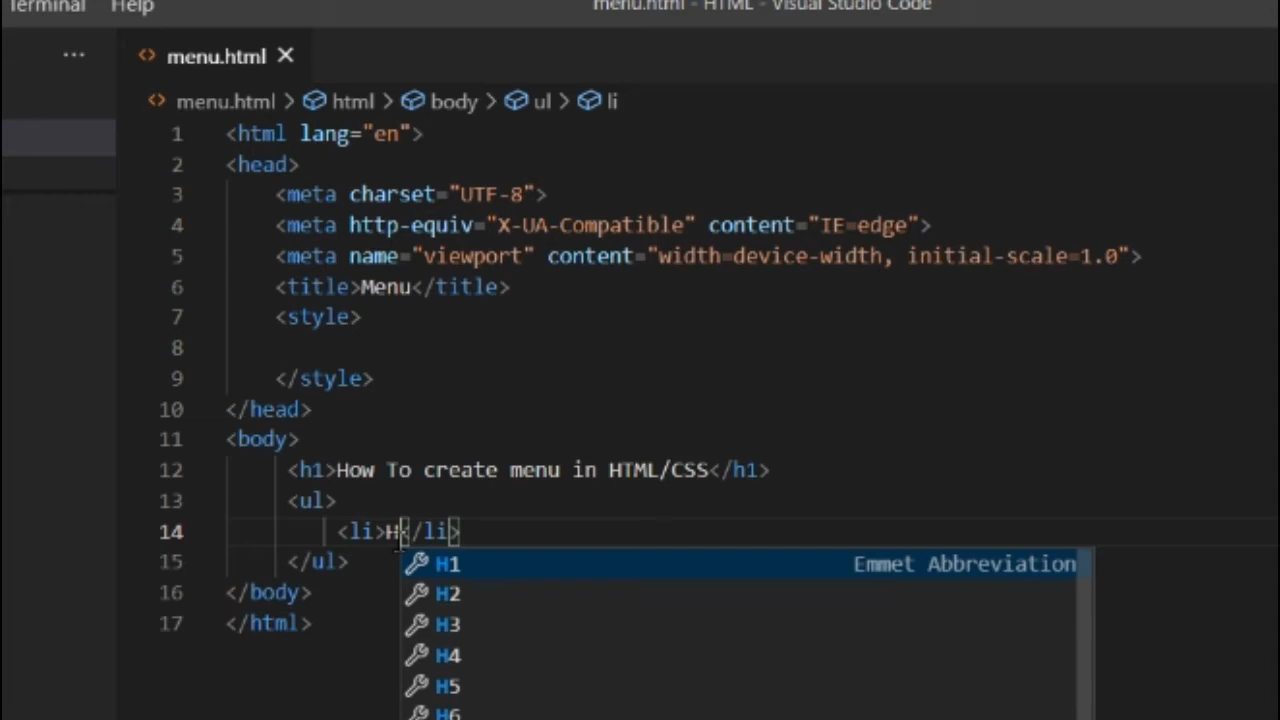 Terminal Help menu.html - HTML - Visual Studio Code
··· menu.html
menu.html > html > body > ul > li
1 <html lang="en">
2 <head>
3 <meta charset="UTF-8">
4 <meta http-equiv="X-UA-Compatible" content="IE=edge">
5 <meta name="viewport" content="width=device-width, initial-scale=1.0">
6 <title>Menu</title>
7 <style>
8
9 </style>
10 </head>
11 <body>
12 <h1>How To create menu in HTML/CSS</h1>
13 <ul>
14 <li>H</li>
15 </ul>
16 </body>
17 </html>
H1 Emmet Abbreviation
H2
H3
H4
H5
H6